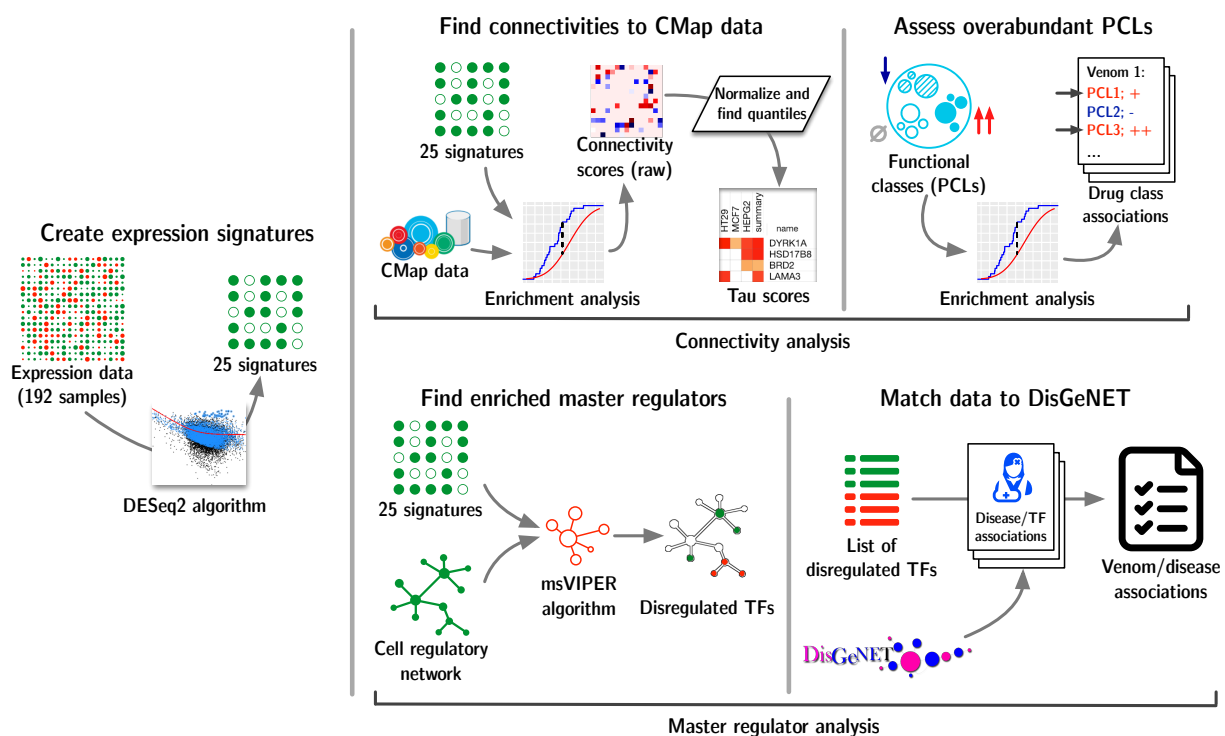 Create expression signatures
Expression data
(192 samples)
25 signatures
DESeq2 algorithm
Find connectivities to CMap data
25 signatures
CMap data
Enrichment analysis
Connectivity
scores (raw)
Normalize and
find quantiles
HT29
MCF7
HEPG2
summary
name
DYRK1A
HSD17B8
BRD2
LAMA3
Tau scores
Assess overabundant PCLs
Functional
classes (PCLs)
Enrichment analysis
Venom 1:
PCL1; +
PCL2; -
PCL3; ++
...
Drug class
associations
Connectivity analysis
Find enriched master regulators
25 signatures
Cell regulatory
network
msVIPER
algorithm
Disregulated TFs
Match data to DisGeNET
List of
disregulated TFs
Disease/TF
associations
Venom/disease
associations
DisGeNET
Master regulator analysis